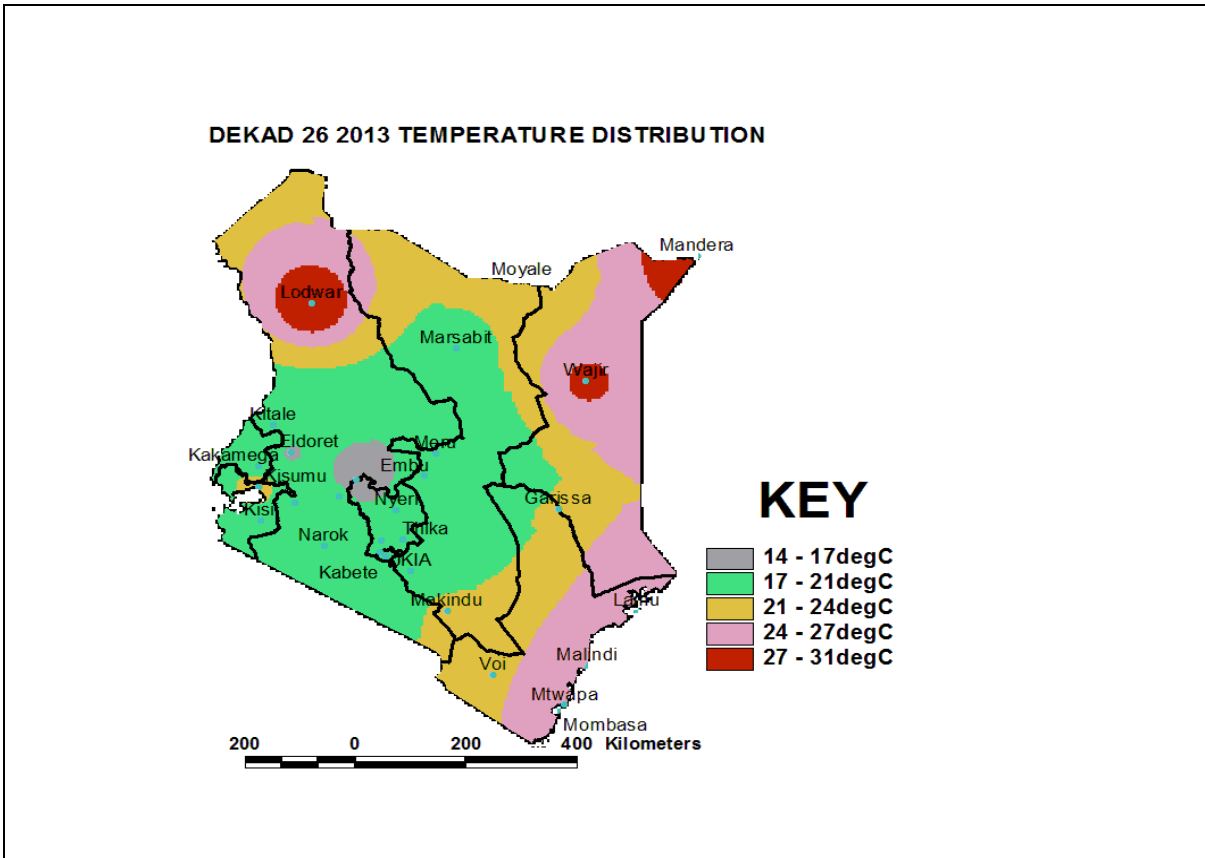 DEKAD 26 2013 TEMPERATURE DISTRIBUTION
Mandera
Moyale
Lodwar
Marsabit
Wajir
Kitale
Eldoret
Meru
Kakamega
Embu
Kisumu
Nyeri
Garissa
Kisi
Thika
Narok
JKIA
Kabete
Makindu
Lamu
Malindi
Voi
Mtwapa
Mombasa
KEY
14 - 17degC
17 - 21degC
21 - 24degC
24 - 27degC
27 - 31degC
200 0 200 400 Kilometers